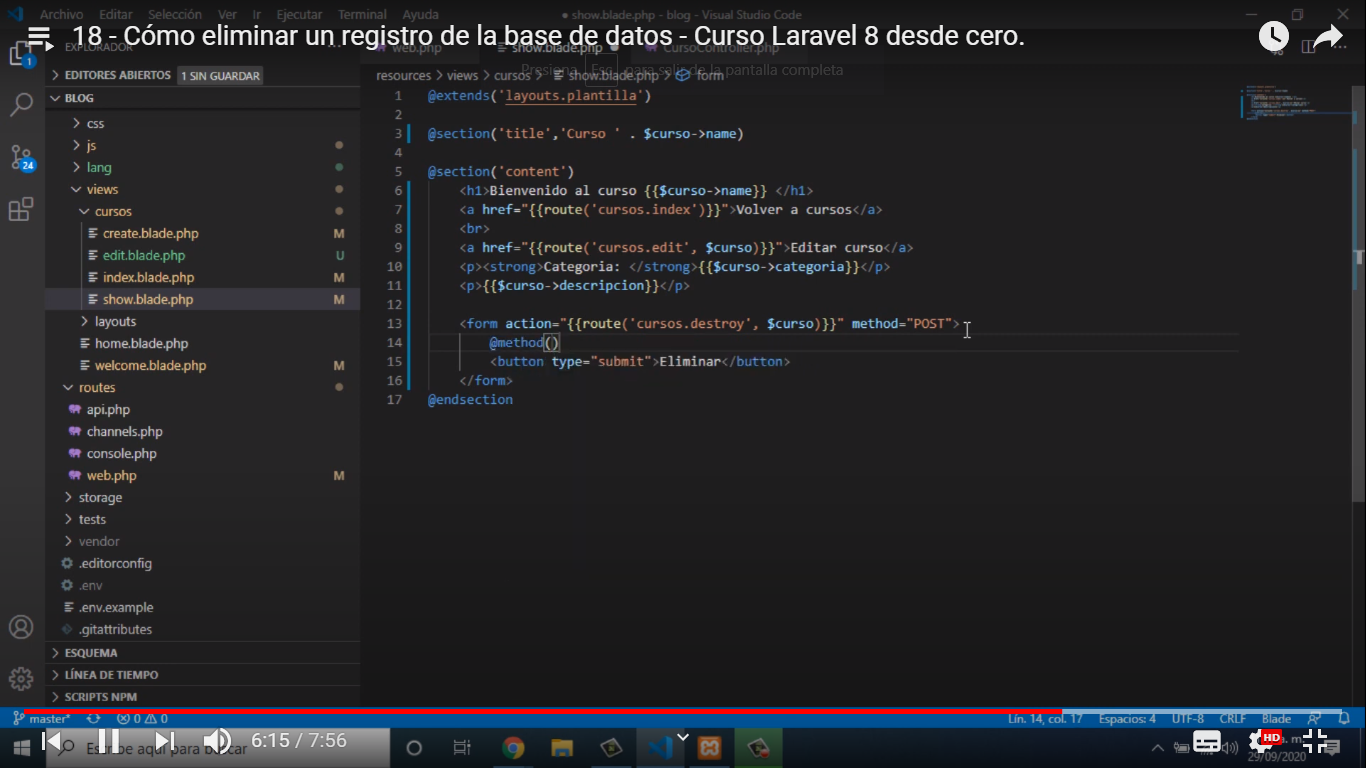 Archivo Editar Selección Ver Ir Ejecutar Terminal Ayuda
● show.blade.php - blog - Visual Studio Code
18 - Cómo eliminar un registro de la base de datos - Curso Laravel 8 desde cero.
EXPLORADOR
web.php show.blade.php CursoController.php
Presiona Esc para salir de la pantalla completa
EDITORES ABIERTOS 1 SIN GUARDAR
resources > views > cursos > show.blade.php > form
BLOG
css
js
lang
views
cursos
create.blade.php M
edit.blade.php U
index.blade.php M
show.blade.php M
layouts
home.blade.php
welcome.blade.php M
routes
api.php
channels.php
console.php
web.php M
storage
tests
vendor
.editorconfig
.env
.env.example
.gitattributes
ESQUEMA
LÍNEA DE TIEMPO
SCRIPTS NPM
1
24
1 @extends('layouts.plantilla')
2
3 @section('title','Curso ' . $curso->name)
4
5 @section('content')
6 <h1>Bienvenido al curso {{$curso->name}} </h1>
7 <a href="{{route('cursos.index')}}">Volver a cursos</a>
8 <br>
9 <a href="{{route('cursos.edit', $curso)}}">Editar curso</a>
10 <p><strong>Categoria: </strong>{{$curso->categoria}}</p>
11 <p>{{$curso->descripcion}}</p>
12
13 <form action="{{route('cursos.destroy', $curso)}}" method="POST">
14 @method()
15 <button type="submit">Eliminar</button>
16 </form>
17 @endsection
master* 0 0 Lín. 14, col. 17 Espacios: 4 UTF-8 CRLF Blade
Escribe aquí para buscar
6:15 / 7:56
HD
29/09/2020